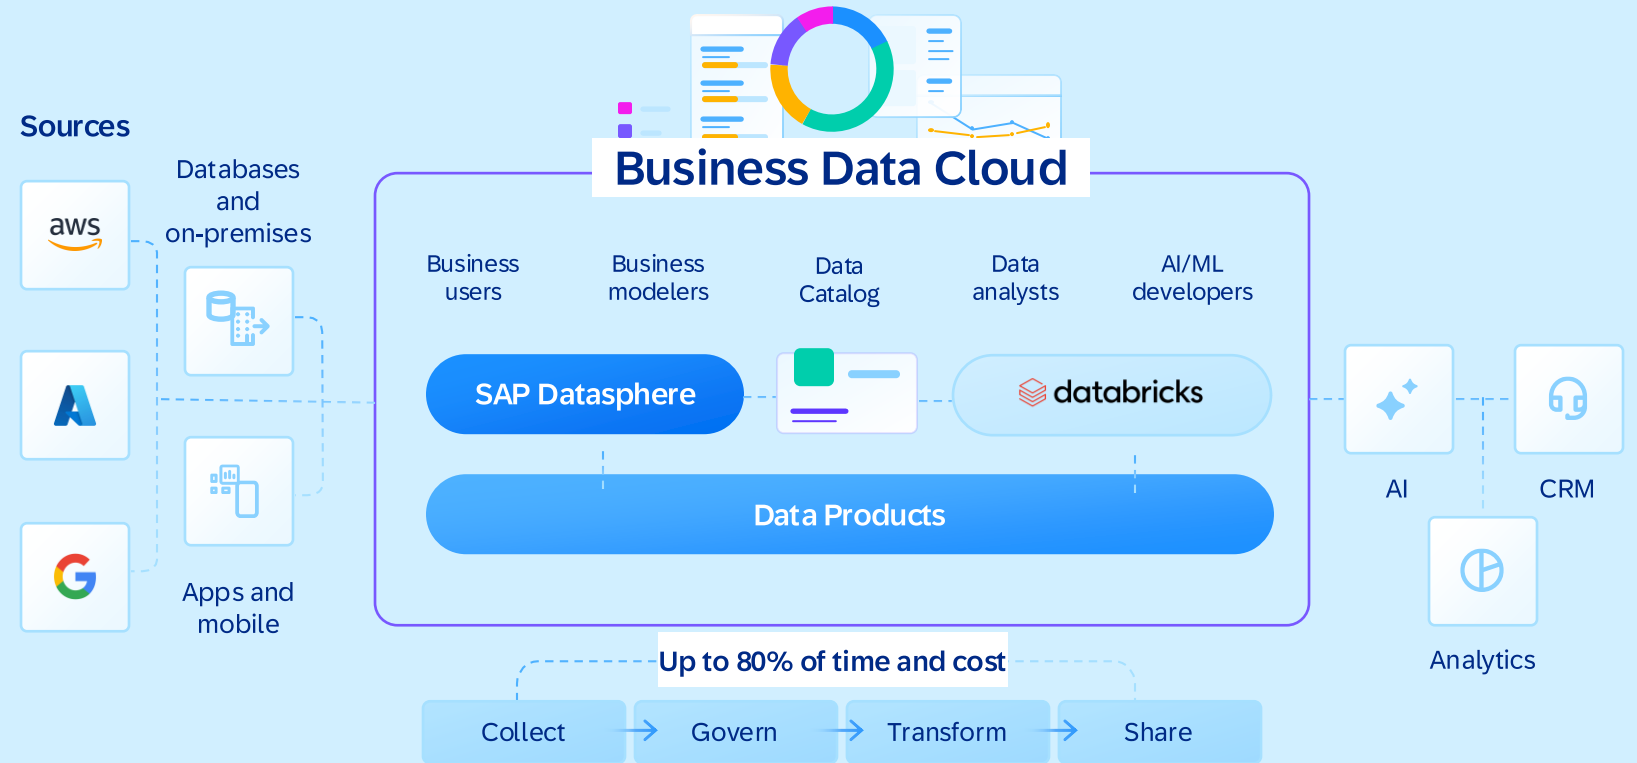 Business Data Cloud
Sources
Databases
and
on-premises
aws
Apps and
mobile
Business
users
Business
modelers
Data
Catalog
Data
analysts
AI/ML
developers
SAP Datasphere
databricks
Data Products
AI
CRM
Analytics
Up to 80% of time and cost
Collect
Govern
Transform
Share